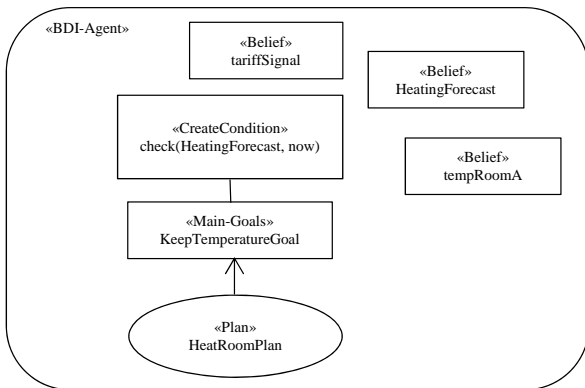 «BDI-Agent»
«Belief»
tariffSignal
«Belief»
HeatingForecast
«CreateCondition»
check(HeatingForecast, now)
«Belief»
tempRoomA
«Main-Goals»
KeepTemperatureGoal
«Plan»
HeatRoomPlan